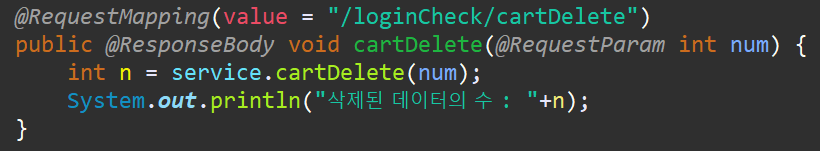 @RequestMapping(value = "/loginCheck/cartDelete")
public @ResponseBody void cartDelete(@RequestParam int num) {
    int n = service.cartDelete(num);
    System.out.println("삭제된 데이터의 수 : "+n);
}